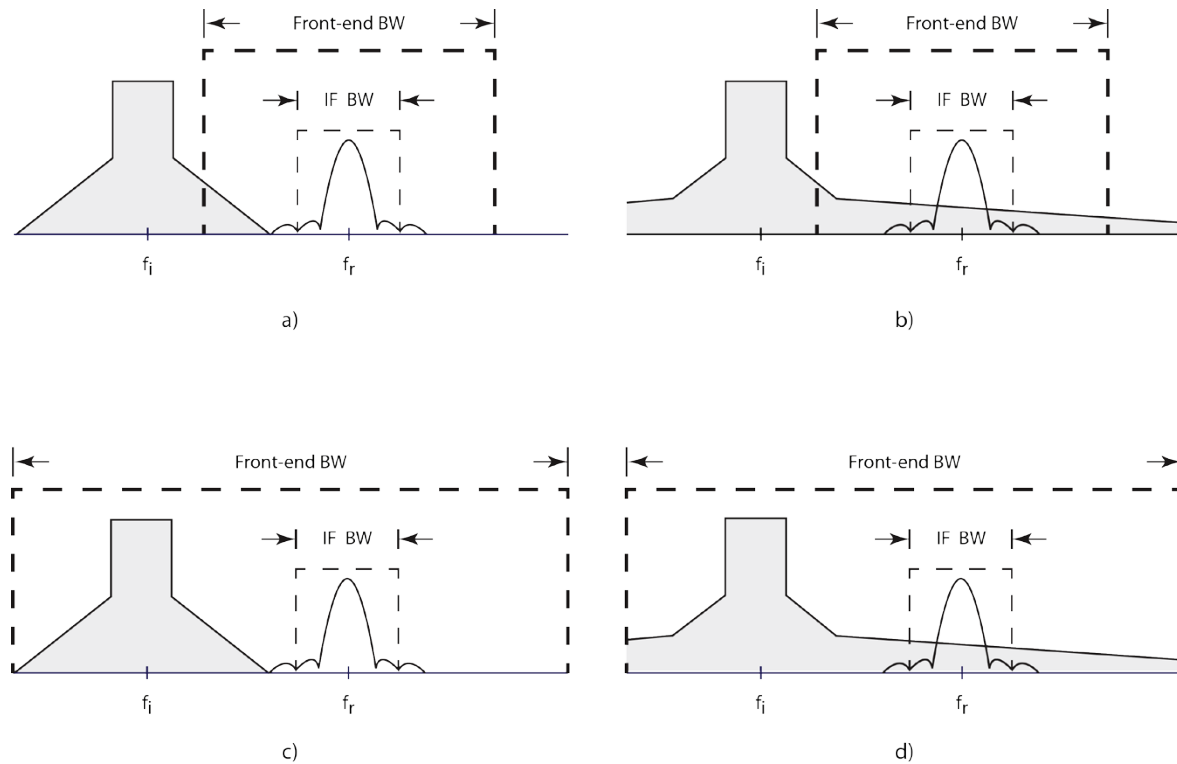 Front-end BW
IF BW
fi
fr
a)
Front-end BW
IF BW
fi
fr
b)
Front-end BW
IF BW
fi
fr
c)
Front-end BW
IF BW
fi
fr
d)